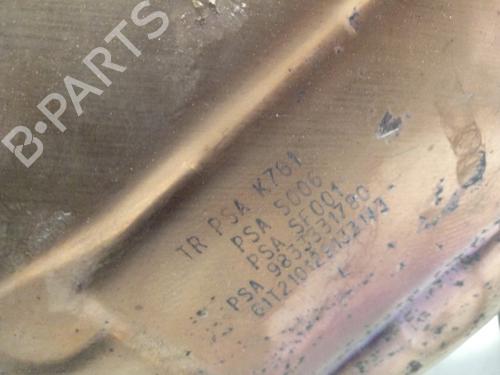 B-PARTS
TR PSA K761
PSA S006
PSA SF001
PSA 9833331780